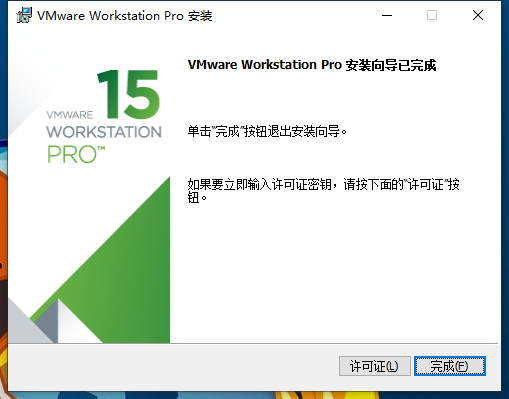 VMware Workstation Pro 安装
VMware Workstation Pro 安装向导已完成
VMWARE 15
WORKSTATION
PRO™
单击"完成"按钮退出安装向导。
如果要立即输入许可证密钥，请按下面的"许可证"按
钮。
许可证(L)
完成(F)